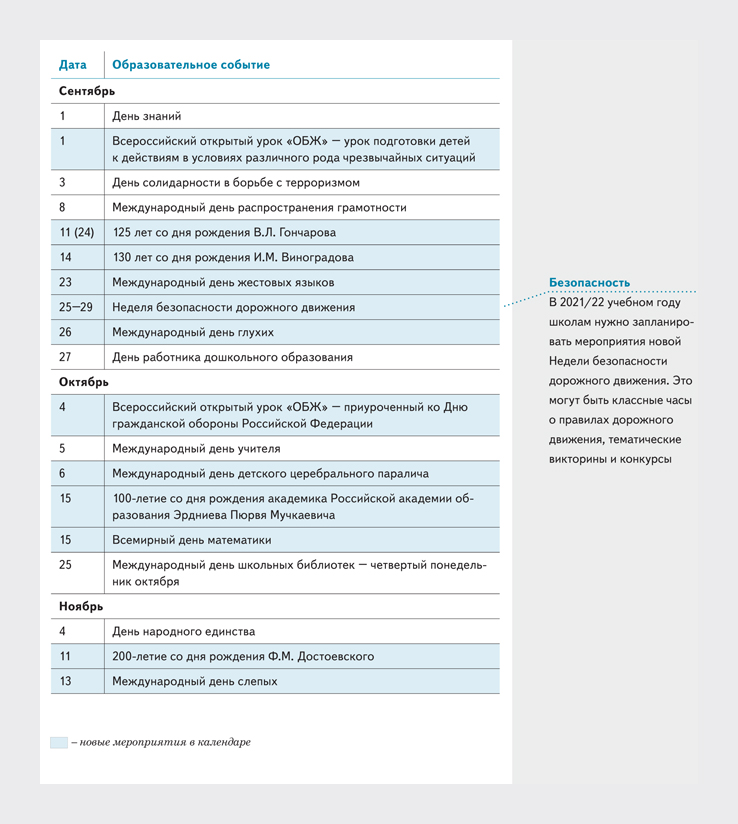 Дата Образовательное событие
Сентябрь
1 День знаний
1 Всероссийский открытый урок «ОБЖ» — урок подготовки детей
к действиям в условиях различного рода чрезвычайных ситуаций
3 День солидарности в борьбе с терроризмом
8 Международный день распространения грамотности
11 (24) 125 лет со дня рождения В.Л. Гончарова
14 130 лет со дня рождения И.М. Виноградова
23 Международный день жестовых языков
25—29 Неделя безопасности дорожного движения
26 Международный день глухих
27 День работника дошкольного образования
Октябрь
4 Всероссийский открытый урок «ОБЖ» — приуроченный ко Дню
гражданской обороны Российской Федерации
5 Международный день учителя
6 Международный день детского церебрального паралича
15 100-летие со дня рождения академика Российской академии об-
разования Эрдниева Пюрвя Мучкаевича
15 Всемирный день математики
25 Международный день школьных библиотек — четвертый понедель-
ник октября
Ноябрь
4 День народного единства
11 200-летие со дня рождения Ф.М. Достоевского
13 Международный день слепых
– новые мероприятия в календаре
Безопасность
В 2021/22 учебном году
школам нужно запланиро-
вать мероприятия новой
Недели безопасности
дорожного движения. Это
могут быть классные часы
о правилах дорожного
движения, тематические
викторины и конкурсы